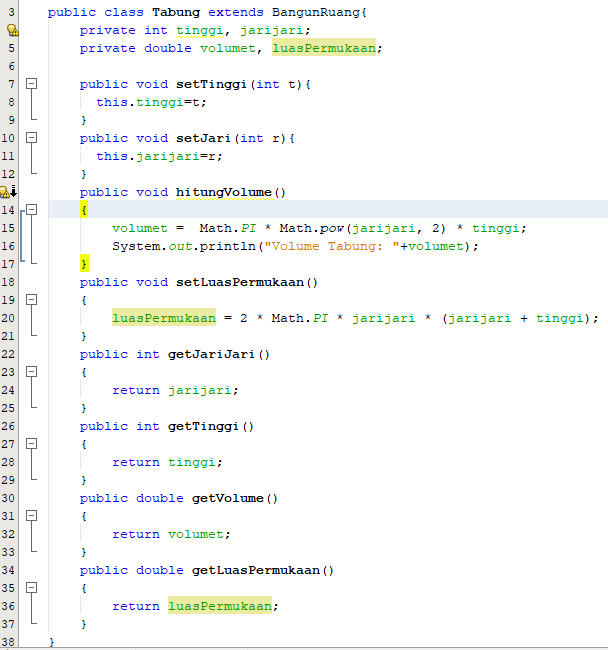 3 public class Tabung extends BangunRuang{
private int tinggi, jarijari;
5 private double volumet, luasPermukaan;
6
7 public void setTinggi(int t){
8 this.tinggi=t;
9 }
10 public void setJari(int r){
11 this.jarijari=r;
12 }
public void hitungVolume()
14 {
15 volumet =  Math.PI * Math.pow(jarijari, 2) * tinggi;
16 System.out.println("Volume Tabung: "+volumet);
17 }
18 public void setLuasPermukaan()
19 {
20 luasPermukaan = 2 * Math.PI * jarijari * (jarijari + tinggi);
21 }
22 public int getJariJari()
23 {
24 return jarijari;
25 }
26 public int getTinggi()
27 {
28 return tinggi;
29 }
30 public double getVolume()
31 {
32 return volumet;
33 }
34 public double getLuasPermukaan()
35 {
36 return luasPermukaan;
37 }
38 }